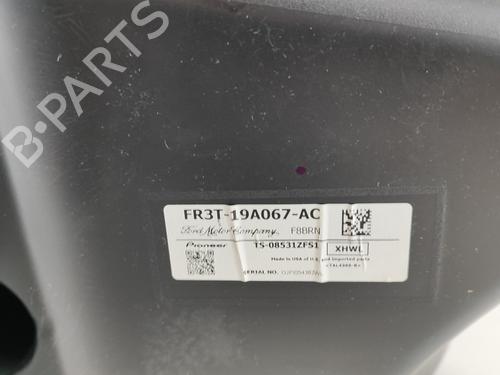 B-PARTS
FR3T-19A067-AC
Ford Motor Company F8BRN
Pioneer TS-08531ZFS1 XHWL
Made in USA of U.S. and imported parts
SERIAL NO.